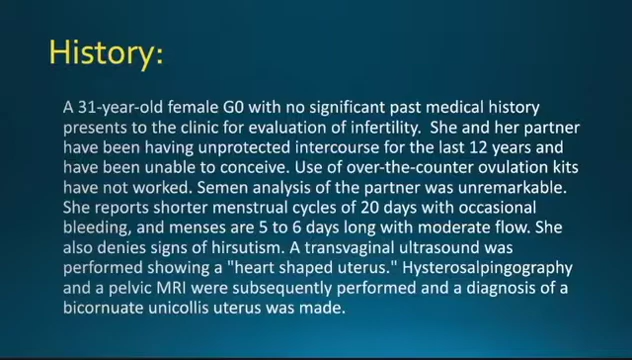 History:
A 31-year-old female G0 with no significant past medical history
presents to the clinic for evaluation of infertility. She and her partner
have been having unprotected intercourse for the last 12 years and
have been unable to conceive. Use of over-the-counter ovulation kits
have not worked. Semen analysis of the partner was unremarkable.
She reports shorter menstrual cycles of 20 days with occasional
bleeding, and menses are 5 to 6 days long with moderate flow. She
also denies signs of hirsutism. A transvaginal ultrasound was
performed showing a "heart shaped uterus." Hysterosalpingography
and a pelvic MRI were subsequently performed and a diagnosis of a
bicornuate unicollis uterus was made.